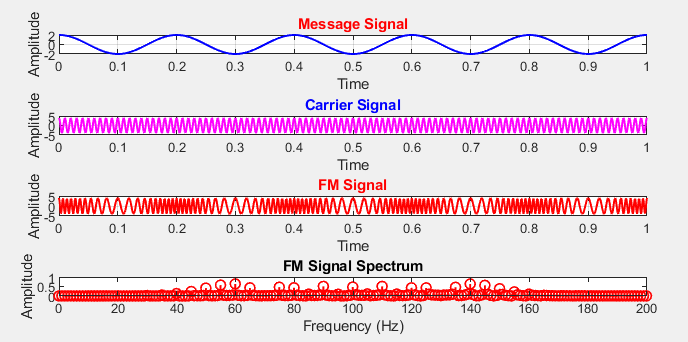 Message Signal
Amplitude
2
0
-2
0 0.1 0.2 0.3 0.4 0.5 0.6 0.7 0.8 0.9 1
Time
Carrier Signal
Amplitude
5
0
-5
0 0.1 0.2 0.3 0.4 0.5 0.6 0.7 0.8 0.9 1
Time
FM Signal
Amplitude
5
0
-5
0 0.1 0.2 0.3 0.4 0.5 0.6 0.7 0.8 0.9 1
Time
FM Signal Spectrum
Amplitude
1
0.5
0
0 20 40 60 80 100 120 140 160 180 200
Frequency (Hz)